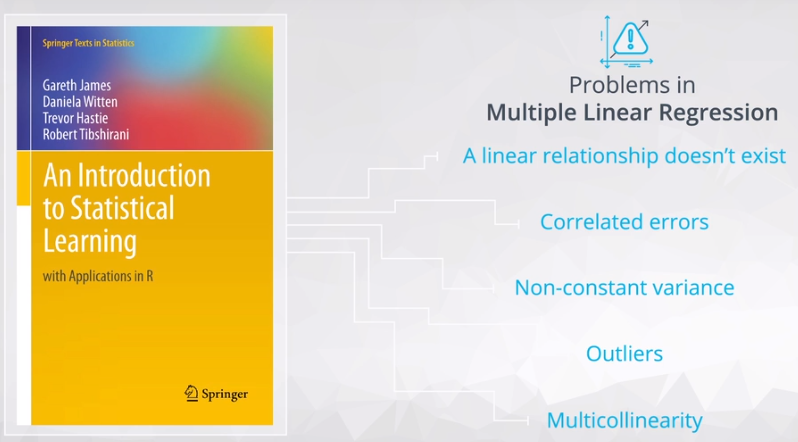 Springer Texts in Statistics
Gareth James
Daniela Witten
Trevor Hastie
Robert Tibshirani
An Introduction
to Statistical
Learning
with Applications in R
Springer
Problems in
Multiple Linear Regression
A linear relationship doesn't exist
Correlated errors
Non-constant variance
Outliers
Multicollinearity